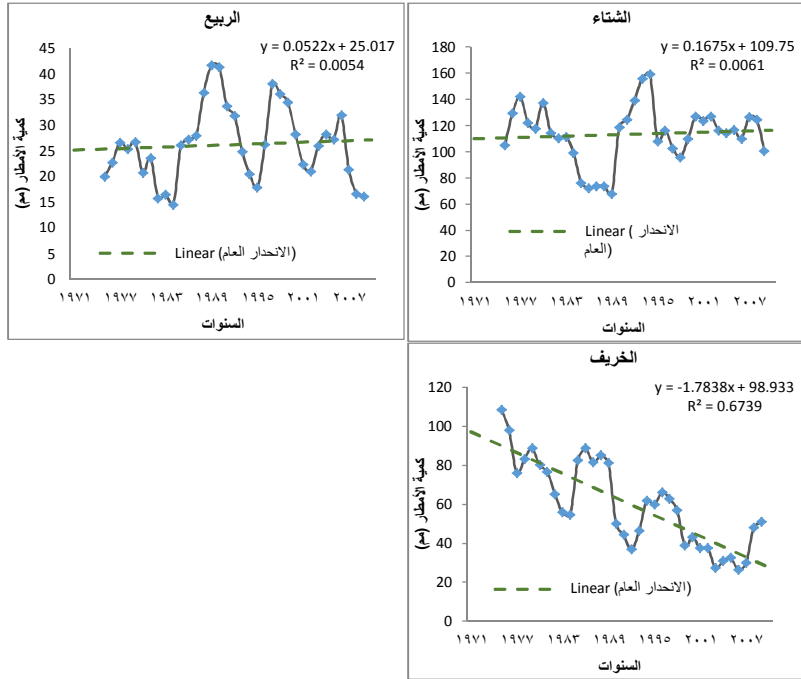 الربيع
y = 0.0522x + 25.017
R² = 0.0054
45
40
35
30
25
20
15
10
5
0
كمية الأمطار (مم)
Linear (الانحدار العام)
١٩٧١ ١٩٧٧ ١٩٨٣ ١٩٨٩ ١٩٩٥ ٢٠٠١ ٢٠٠٧
السنوات
الشتاء
y = 0.1675x + 109.75
R² = 0.0061
180
160
140
120
100
80
60
40
20
0
كمية الأمطار (مم)
Linear ( الانحدار
العام)
١٩٧١ ١٩٧٧ ١٩٨٣ ١٩٨٩ ١٩٩٥ ٢٠٠١ ٢٠٠٧
السنوات
الخريف
y = -1.7838x + 98.933
R² = 0.6739
120
100
80
60
40
20
0
كمية الأمطار (مم)
Linear (الانحدار العام)
١٩٧١ ١٩٧٧ ١٩٨٣ ١٩٨٩ ١٩٩٥ ٢٠٠١ ٢٠٠٧
السنوات